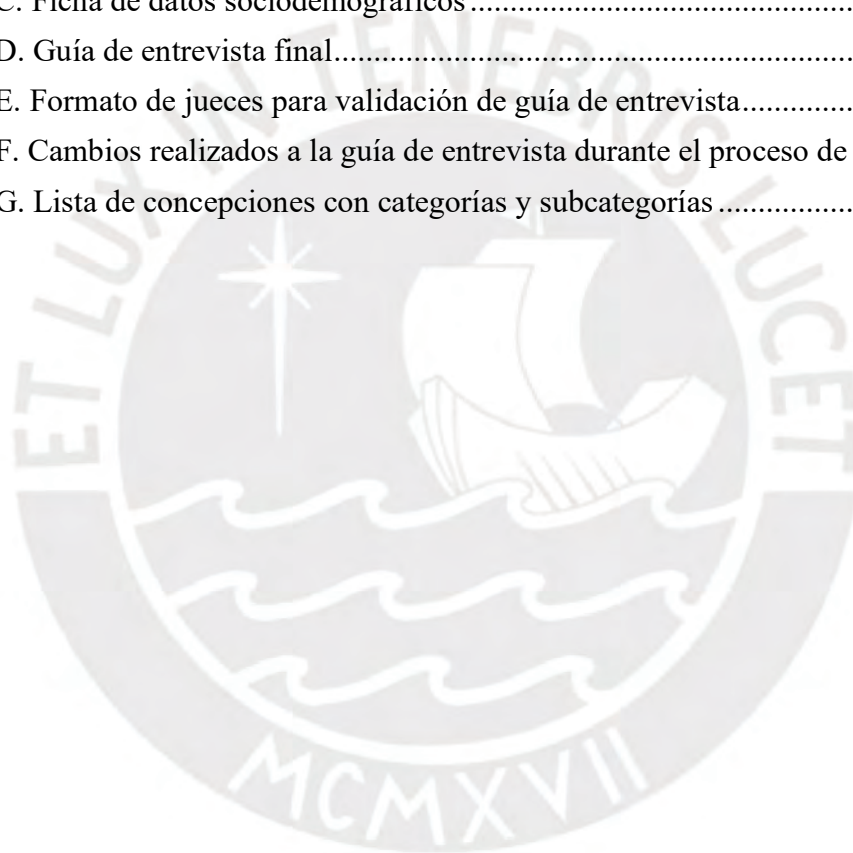 C. Ficha de datos sociodemográficos..................................................
D. Guía de entrevista final..................................................................
E. Formato de jueces para validación de guía de entrevista..............
F. Cambios realizados a la guía de entrevista durante el proceso de
G. Lista de concepciones con categorías y subcategorías.................
ET LUX IN TENEBRIS LUCET
MCMXVII